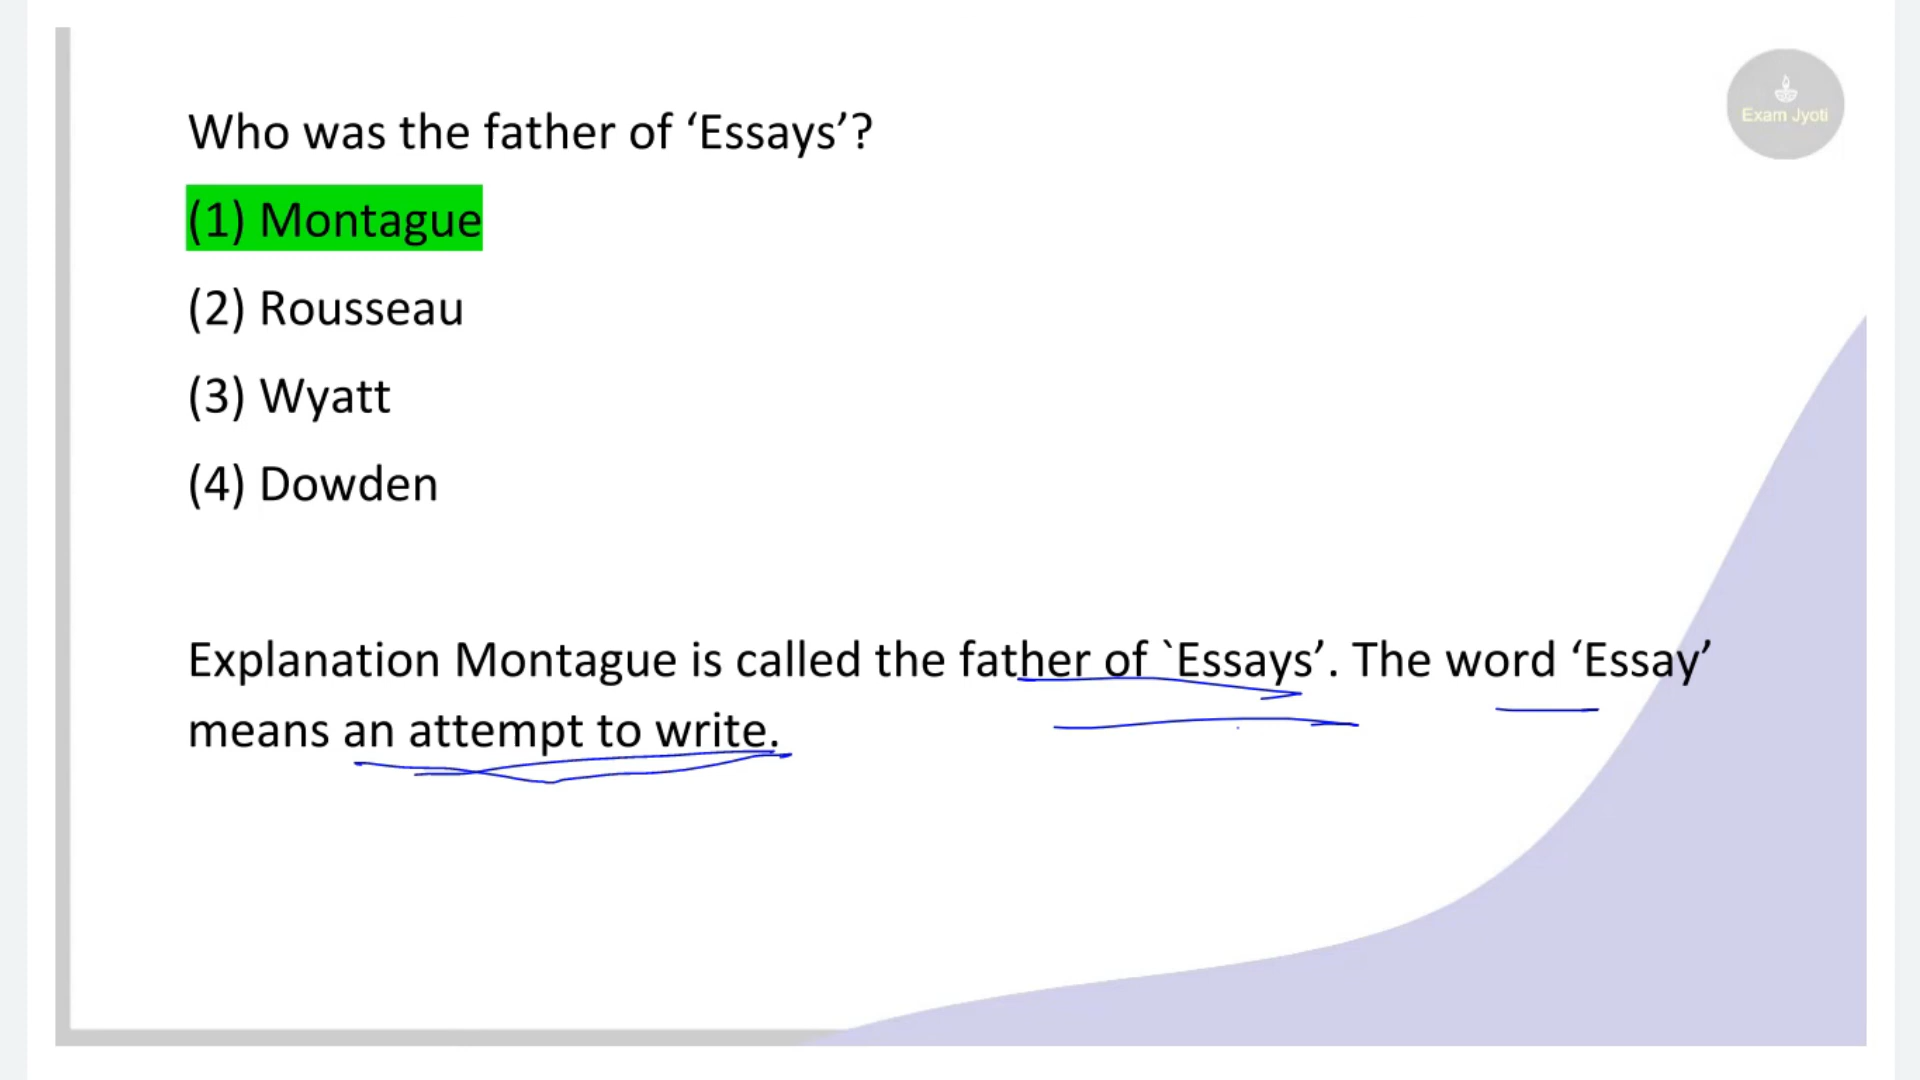 Who was the father of ‘Essays’?
(1) Montague
(2) Rousseau
(3) Wyatt
(4) Dowden
Explanation Montague is called the father of `Essays’. The word ‘Essay’
means an attempt to write.
Exam Jyoti